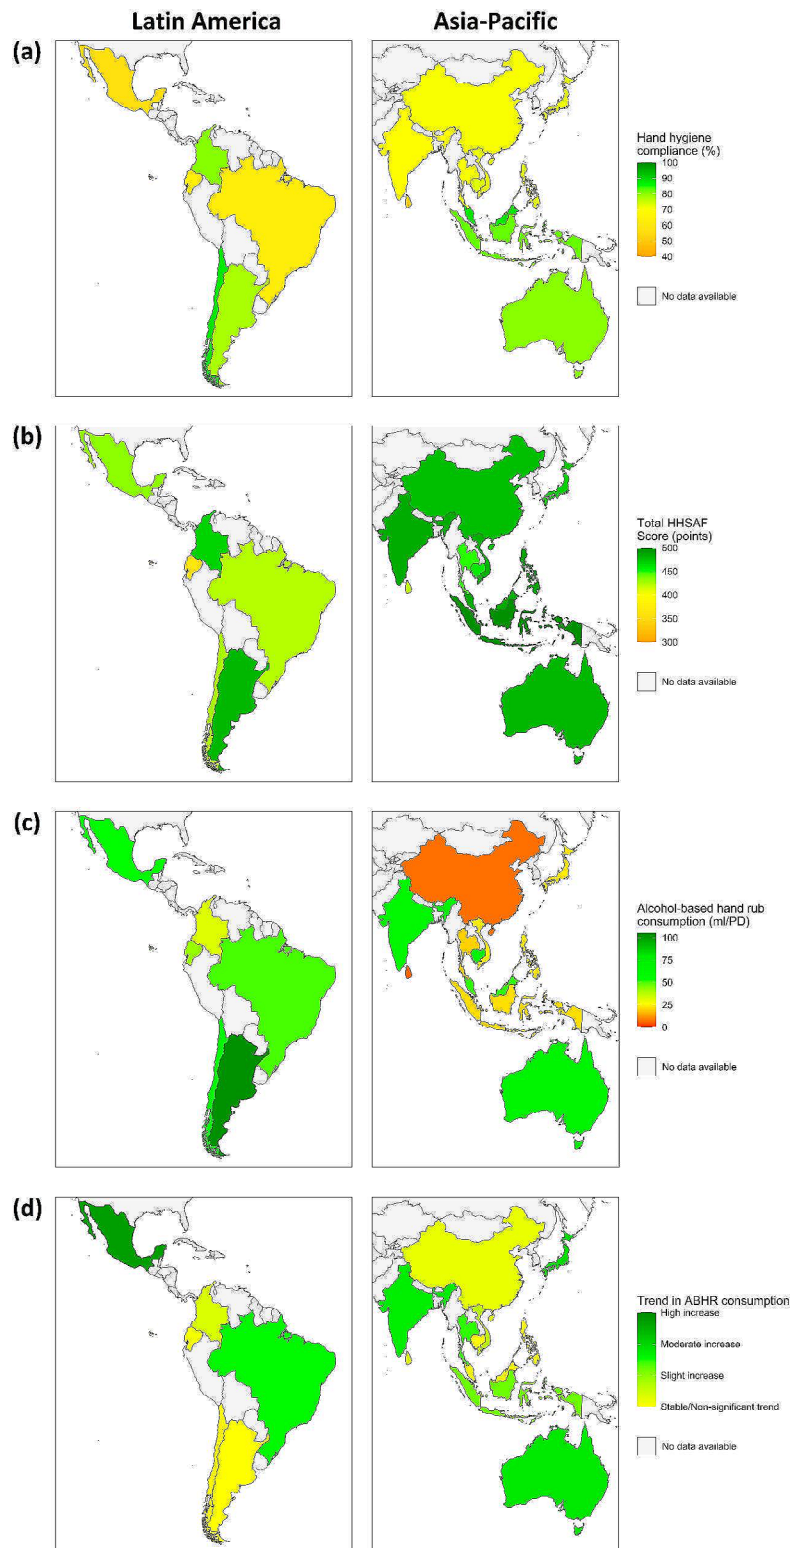 Latin America
Asia-Pacific
(a)
Hand hygiene
compliance (%)
100
90
80
70
60
50
40
No data available
(b)
Total HHSAF
Score (points)
500
450
400
350
300
No data available
(c)
Alcohol-based hand rub
consumption (ml/PD)
100
75
50
25
0
No data available
(d)
Trend in ABHR consumption
High increase
Moderate increase
Slight increase
Stable/Non-significant trend
No data available